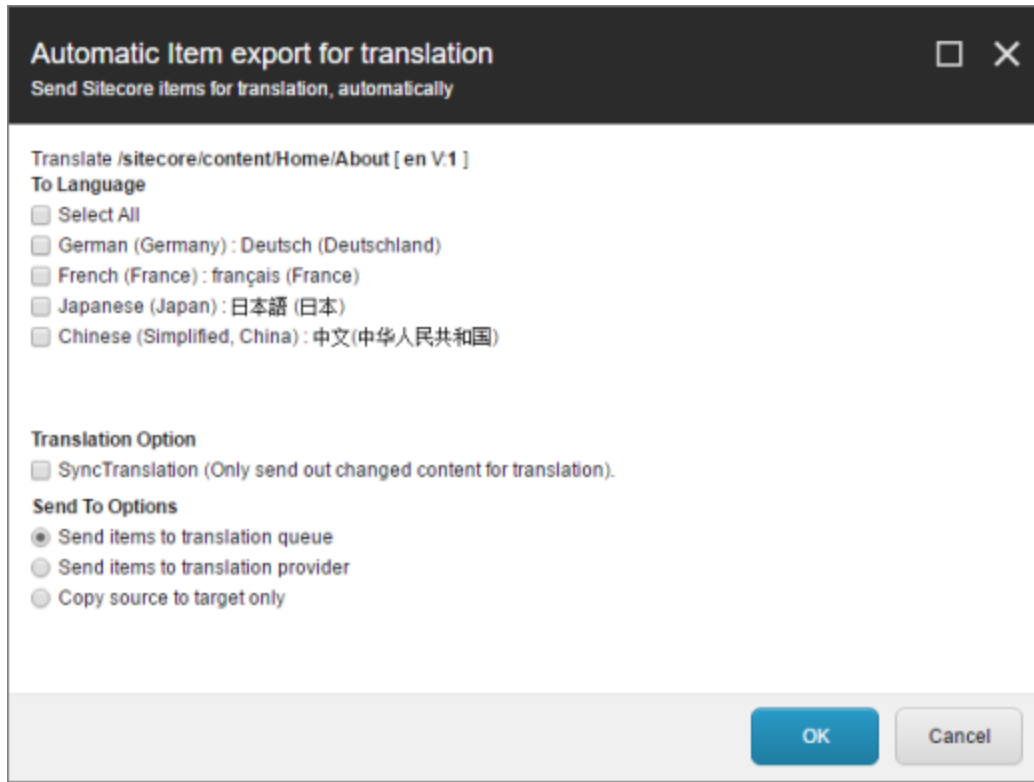 Automatic Item export for translation
Send Sitecore items for translation, automatically
Translate /sitecore/content/Home/About [ en V:1 ]
To Language
Select All
German (Germany) : Deutsch (Deutschland)
French (France) : français (France)
Japanese (Japan) : 日本語 (日本)
Chinese (Simplified, China) : 中文(中华人民共和国)
Translation Option
SyncTranslation (Only send out changed content for translation).
Send To Options
Send items to translation queue
Send items to translation provider
Copy source to target only
OK Cancel